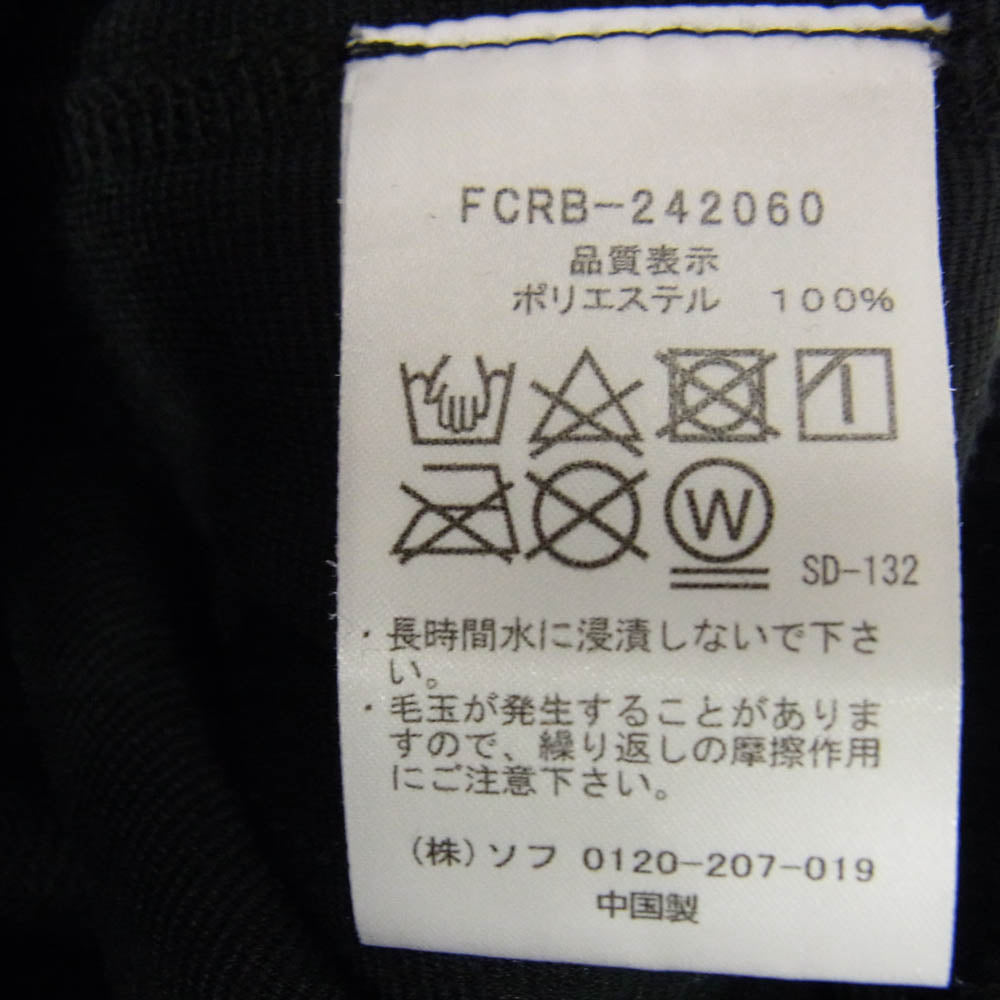 FCRB-242060
品質表示
ポリエステル 100%
W
SD-132
・長時間水に浸漬しないで下さ
い。
・毛玉が発生することがありま
すので、繰り返しの摩擦作用
にご注意下さい。
(株)ソフ 0120-207-019
中国製